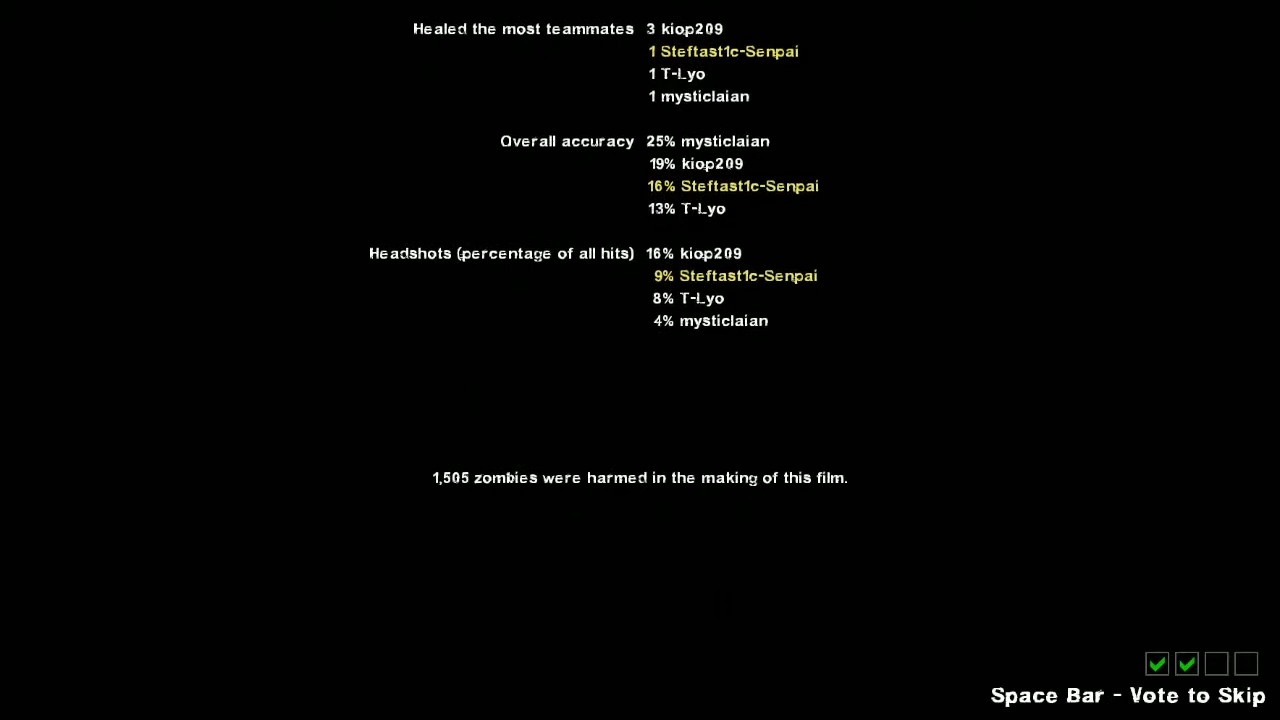 Healed the most teammates 3 kiop209
1 Steftast1c-Senpai
1 T-Lyo
1 mysticlaian
Overall accuracy 25% mysticlaian
19% kiop209
16% Steftast1c-Senpai
13% T-Lyo
Headshots (percentage of all hits) 16% kiop209
9% Steftast1c-Senpai
8% T-Lyo
4% mysticlaian
1,505 zombies were harmed in the making of this film.
Space Bar - Vote to Skip